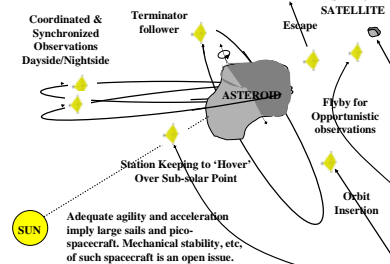 Coordinated &
Synchronized
Observations
Dayside/Nightside
Terminator
follower
Escape
SATELLITE
ASTEROID
Flyby for
Opportunistic
observations
Station Keeping to ‘Hover’
Over Sub-solar Point
Orbit
Insertion
SUN
Adequate agility and acceleration
imply large sails and pico-
spacecraft. Mechanical stability, etc,
of such spacecraft is an open issue.